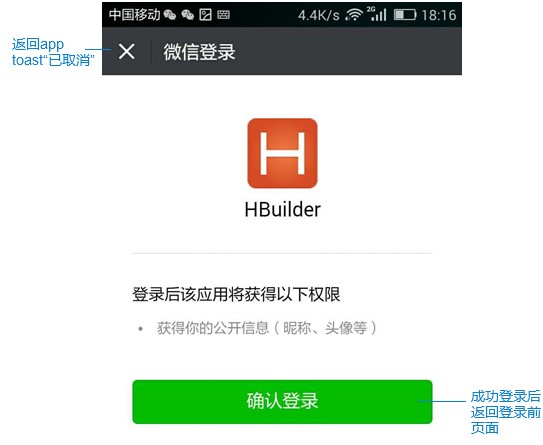 中国移动
4.4K/s 2G 18:16
返回app
toast“已取消”
微信登录
H
HBuilder
登录后该应用将获得以下权限
• 获得你的公开信息（昵称、头像等）
确认登录
成功登录后
返回登录前
页面